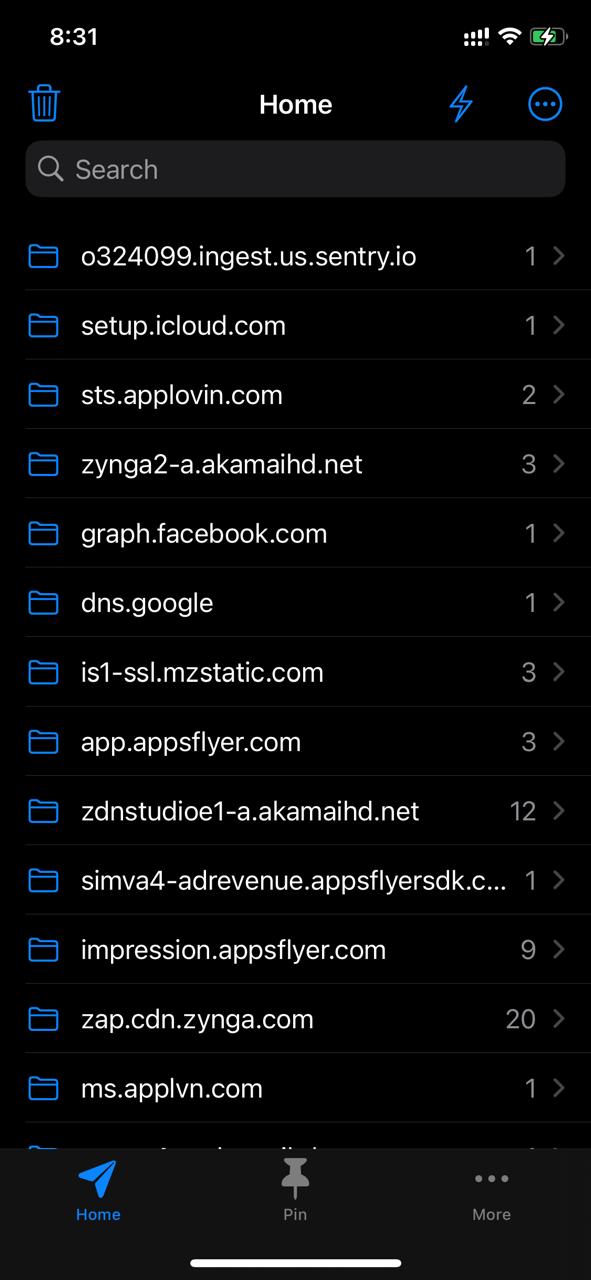 8:31
Home
Search
o324099.ingest.us.sentry.io 1
setup.icloud.com 1
sts.applovin.com 2
zynga2-a.akamaihd.net 3
graph.facebook.com 1
dns.google 1
is1-ssl.mzstatic.com 3
app.appsflyer.com 3
zdnstudioe1-a.akamaihd.net 12
simva4-adrevenue.appsflyersdk.c... 1
impression.appsflyer.com 9
zap.cdn.zynga.com 20
ms.applvn.com 1
Home Pin More